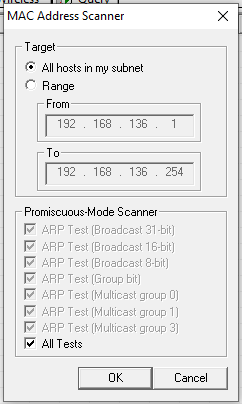 Query
MAC Address Scanner
Target
All hosts in my subnet
Range
From
192 . 168 . 136 . 1
To
192 . 168 . 136 . 254
Promiscuous-Mode Scanner
ARP Test (Broadcast 31-bit)
ARP Test (Broadcast 16-bit)
ARP Test (Broadcast 8-bit)
ARP Test (Group bit)
ARP Test (Multicast group 0)
ARP Test (Multicast group 1)
ARP Test (Multicast group 3)
All Tests
OK Cancel